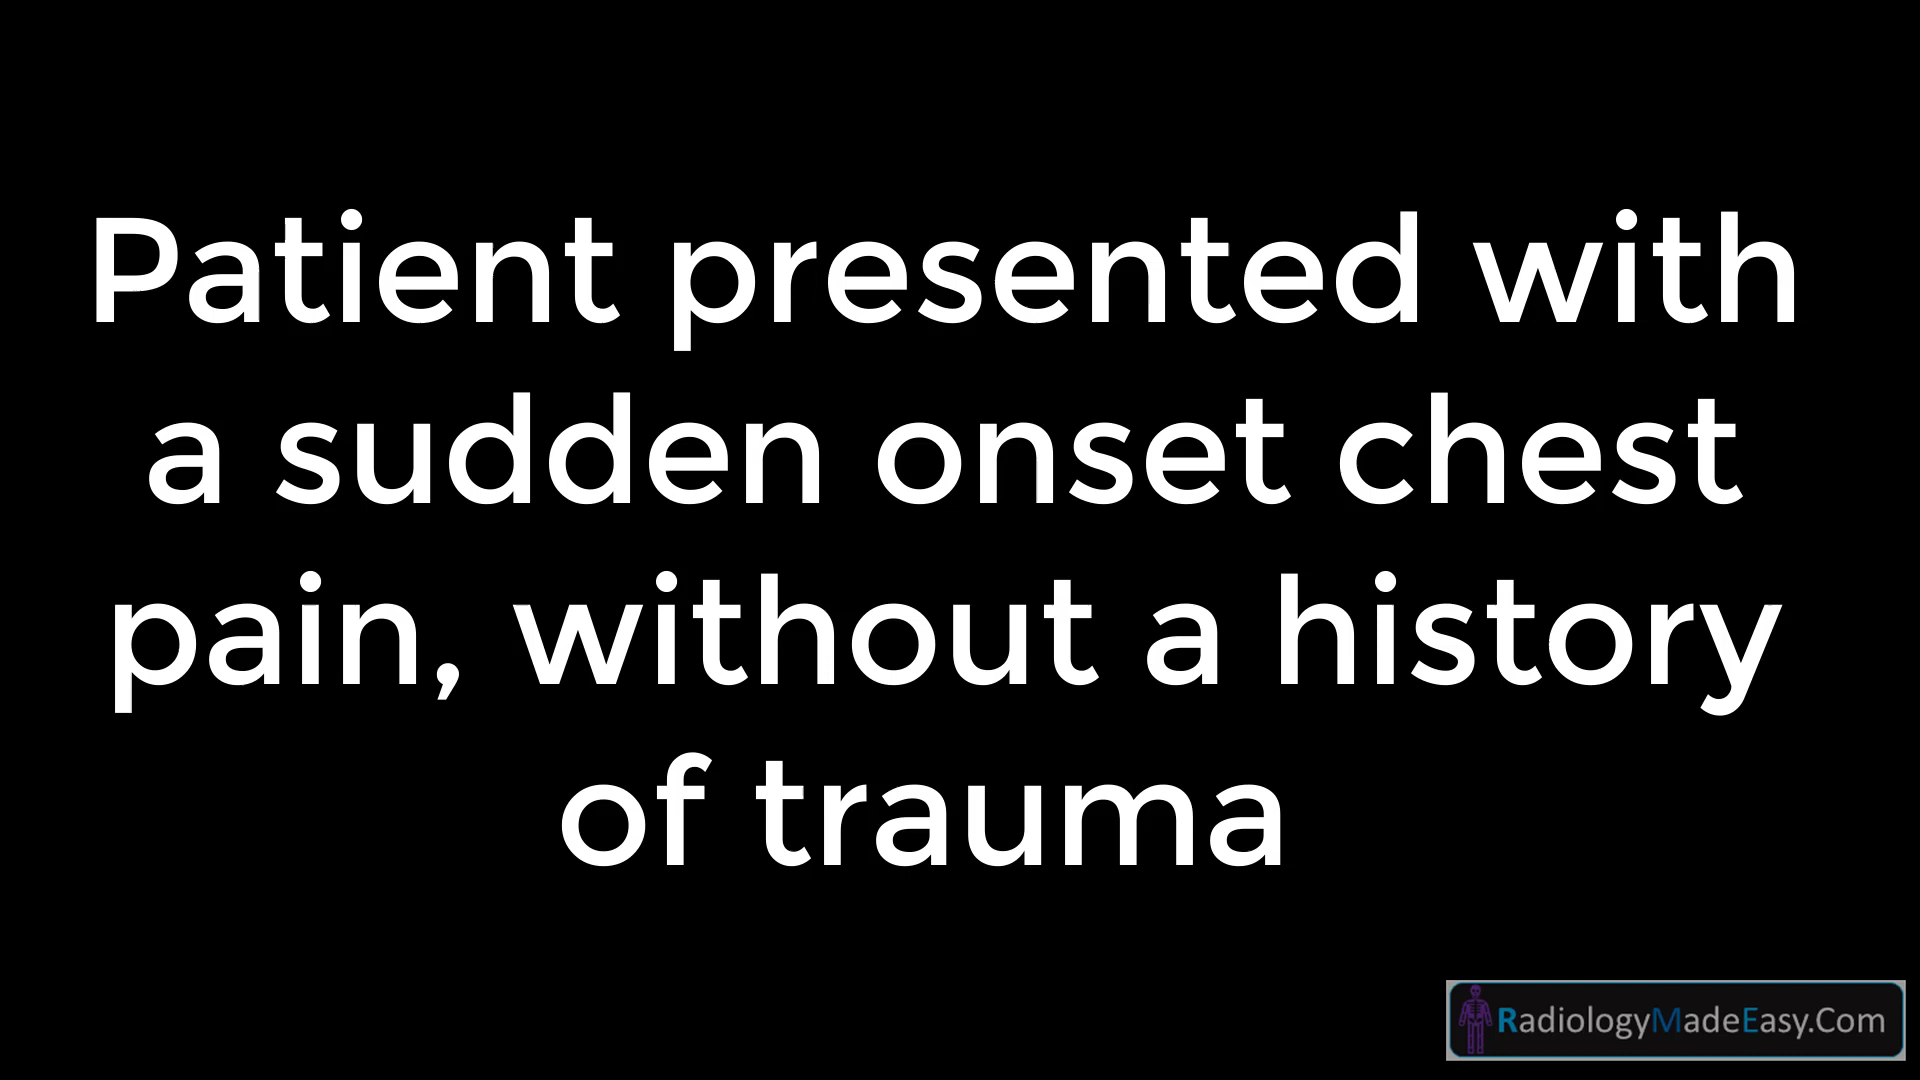 Patient presented with
a sudden onset chest
pain, without a history
of trauma
RadiologyMadeEasy.Com